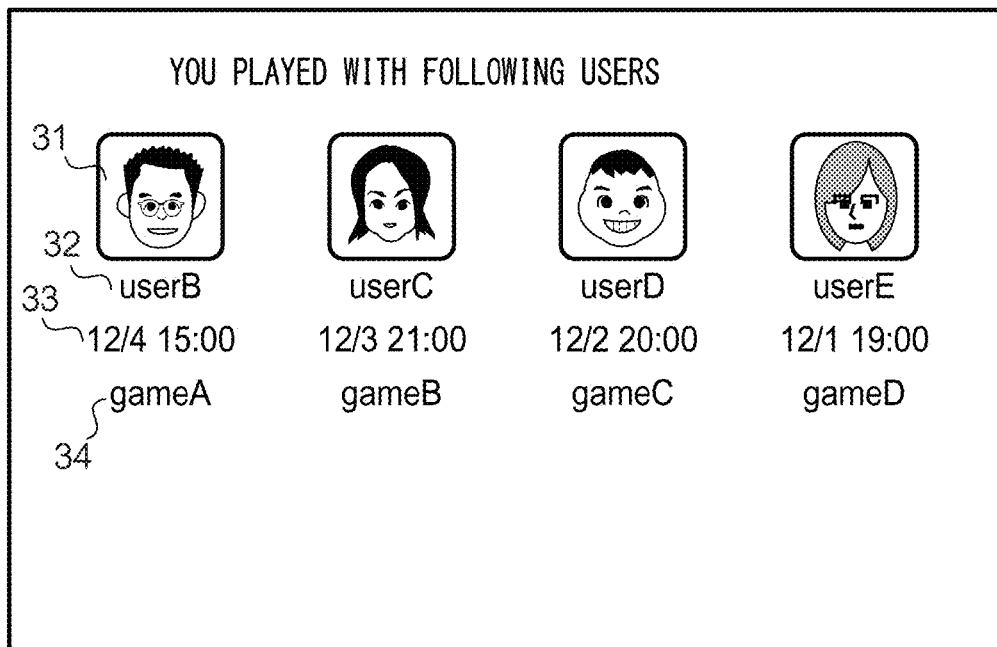 YOU PLAYED WITH FOLLOWING USERS
31
32 userB userC userD userE
33 12/4 15:00 12/3 21:00 12/2 20:00 12/1 19:00
gameA gameB gameC gameD
34